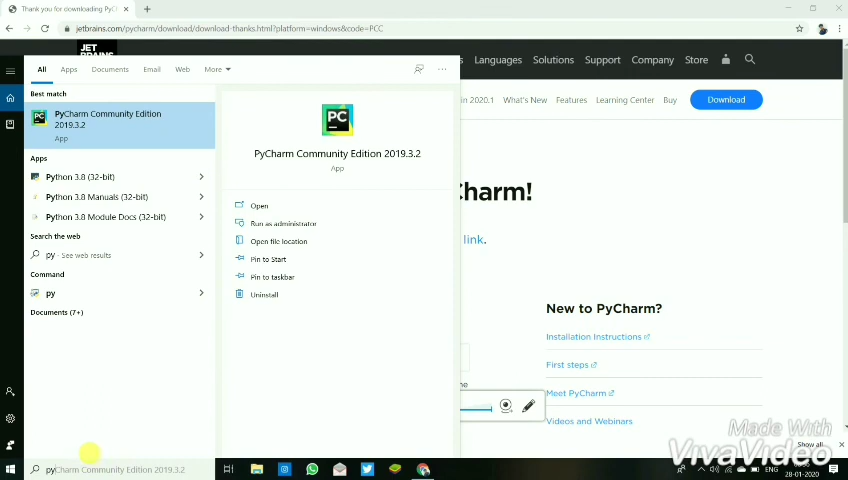 Thank you for downloading PyC
jetbrains.com/pycharm/download/download-thanks.html?platform=windows&code=PCC
JET
BRAINS
Languages Solutions Support Company Store
in 2020.1 What's New Features Learning Center Buy Download
All Apps Documents Email Web More
Best match
PyCharm Community Edition
2019.3.2
App
Apps
Python 3.8 (32-bit)
Python 3.8 Manuals (32-bit)
Python 3.8 Module Docs (32-bit)
Search the web
py - See web results
Command
py
Documents (7+)
PC
PyCharm Community Edition 2019.3.2
App
Open
Run as administrator
Open file location
Pin to Start
Pin to taskbar
Uninstall
Charm!
link.
New to PyCharm?
Installation Instructions
First steps
Meet PyCharm
Videos and Webinars
me
Made With
VivaVideo
Show all
pyCharm Community Edition 2019.3.2
ENG
28-01-2020